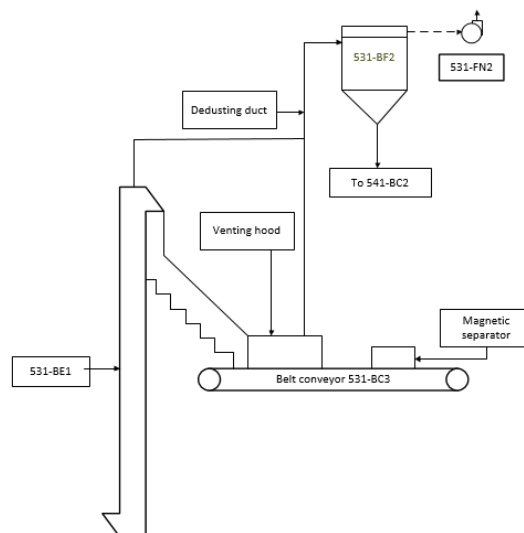 531-BF2
531-FN2
Dedusting duct
To 541-BC2
Venting hood
Magnetic
separator
531-BE1
Belt conveyor 531-BC3